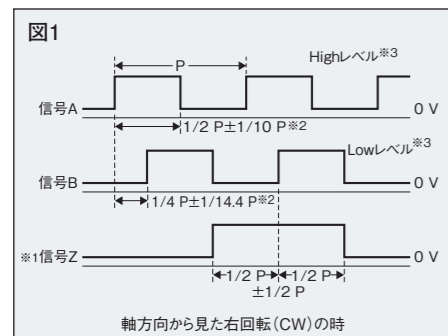 図1
P
Highレベル※3
信号A
0 V
1/2 P±1/10 P※2
Lowレベル※3
信号B
0 V
1/4 P±1/14.4 P※2
※1信号Z
0 V
1/2 P
1/2 P
±1/2 P
軸方向から見た右回転(CW)の時